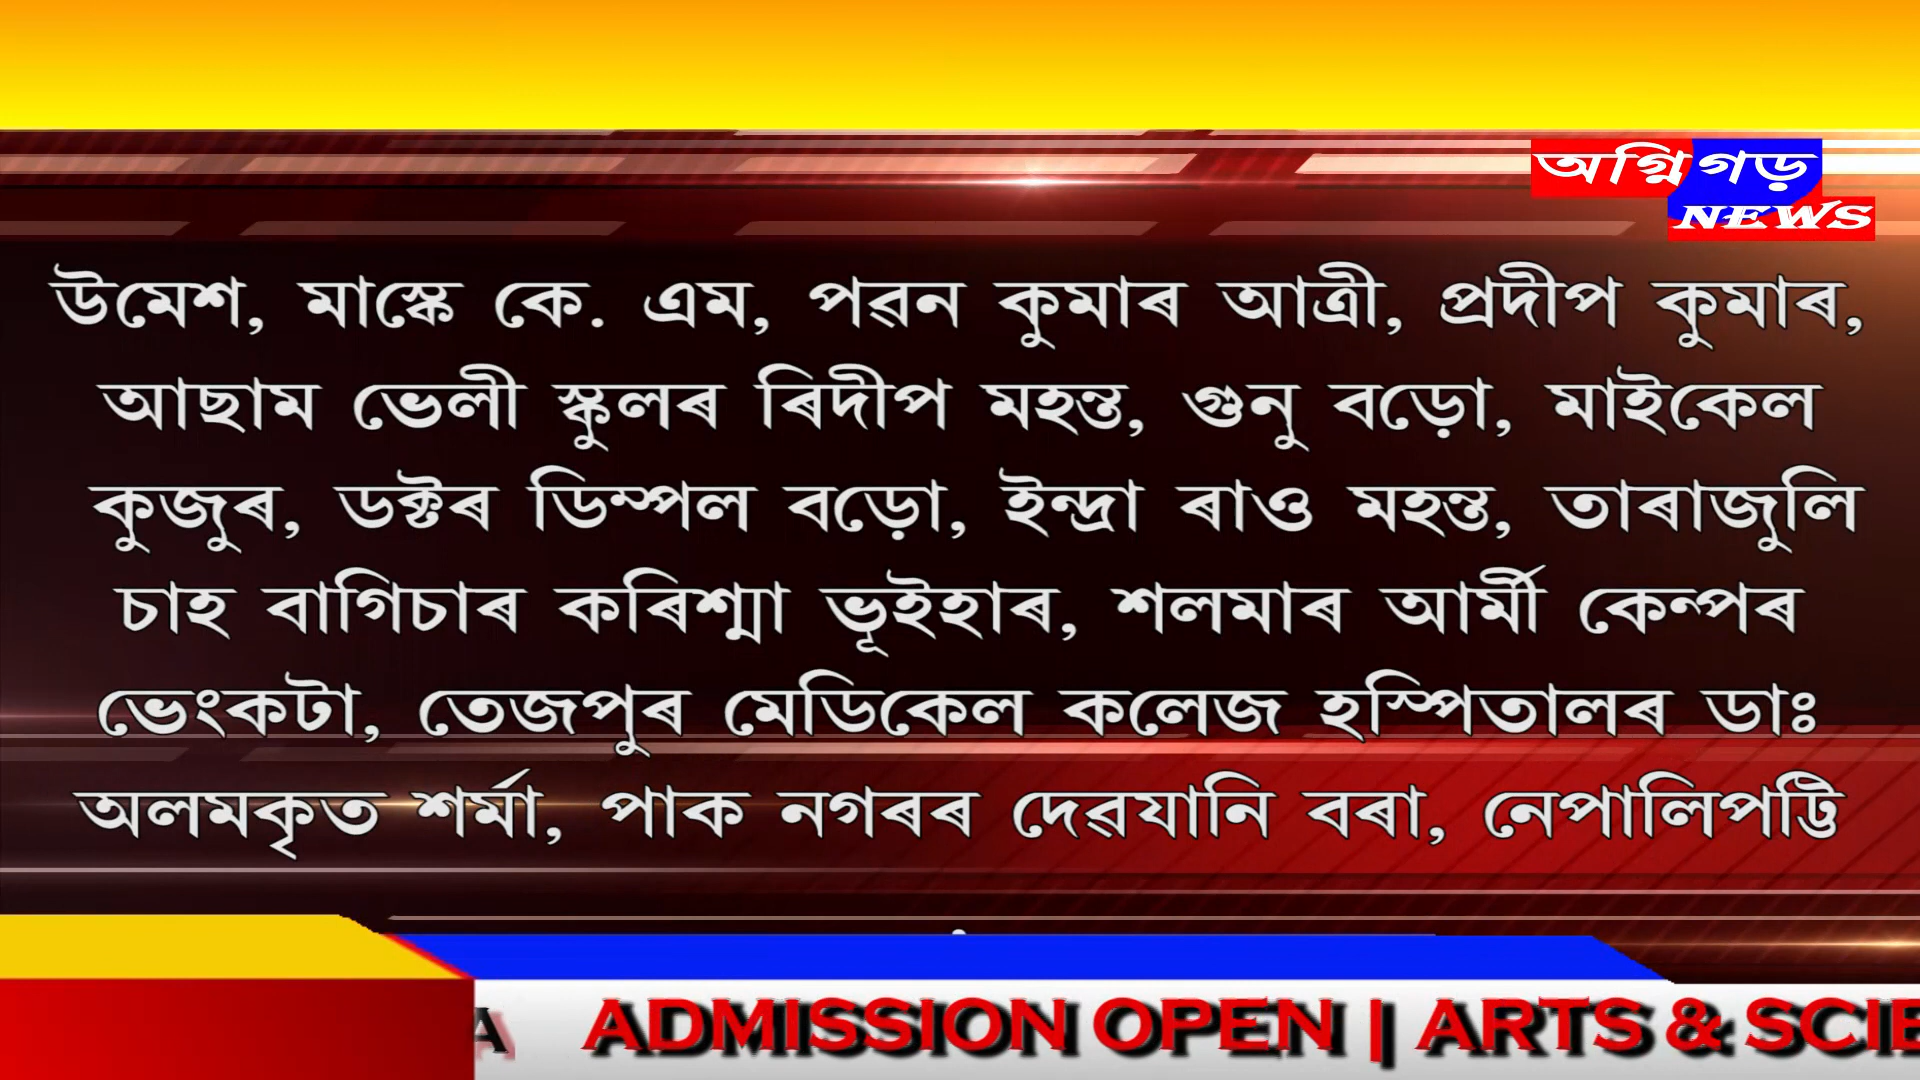 অগ্নিগড়
NEWS
উমেশ, মাস্কে কে. এম, পৱন কুমাৰ আত্ৰী, প্ৰদীপ কুমাৰ,
আছাম ভেলী স্কুলৰ ৰিদীপ মহন্ত, গুনু বড়ো, মাইকেল
কুজুৰ, ডক্টৰ ডিম্পল বড়ো, ইন্দ্ৰা ৰাও মহন্ত, তাৰাজুলি
চাহ বাগিচাৰ কৰিশ্মা ভূইহাৰ, শলমাৰ আৰ্মী কেম্পৰ
ভেংকটা, তেজপুৰ মেডিকেল কলেজ হস্পিতালৰ ডাঃ
অলমকৃত শৰ্মা, পাক নগৰৰ দেৱযানি বৰা, নেপালিপট্টি
A ADMISSION OPEN | ARTS & SCIE